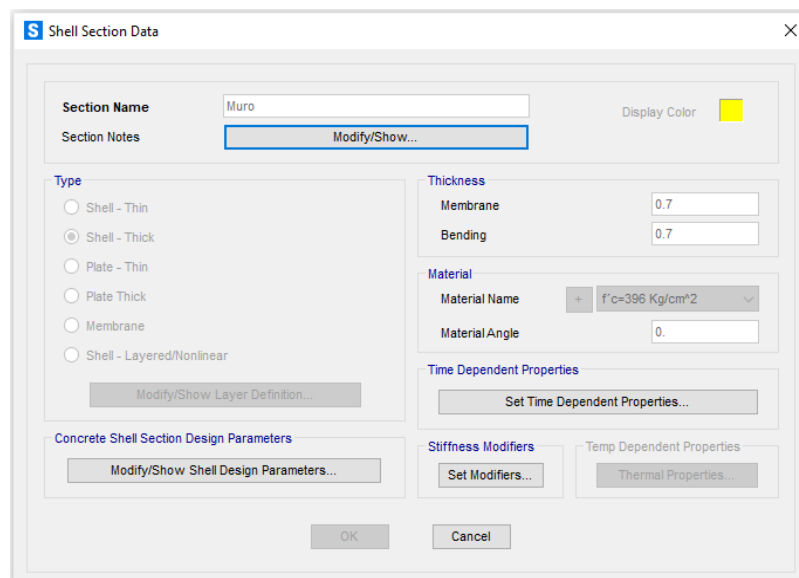 S Shell Section Data
Section Name Muro Display Color
Section Notes Modify/Show...
Type
Shell - Thin
Shell - Thick
Plate - Thin
Plate Thick
Membrane
Shell - Layered/Nonlinear
Modify/Show Layer Definition...
Thickness
Membrane 0.7
Bending 0.7
Material
Material Name + f´c=396 Kg/cm^2
Material Angle 0.
Time Dependent Properties
Set Time Dependent Properties...
Concrete Shell Section Design Parameters
Modify/Show Shell Design Parameters...
Stiffness Modifiers
Set Modifiers...
Temp Dependent Properties
Thermal Properties...
OK Cancel